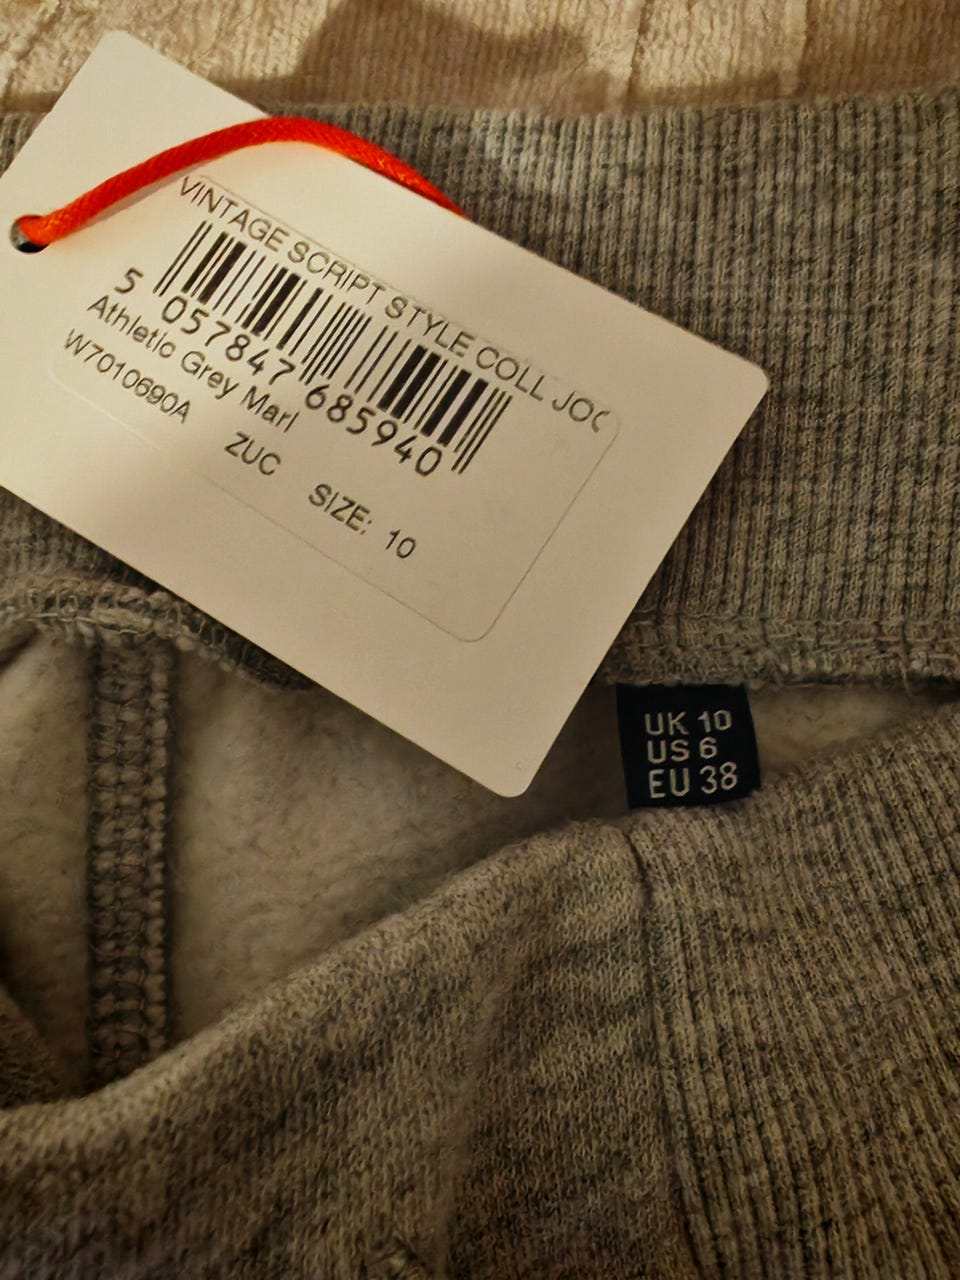 VINTAGE SCRIPT STYLE COLL JOG
5 057847 685940
Athletic Grey Marl
W7010690A ZUC SIZE: 10
UK 10
US 6
EU 38